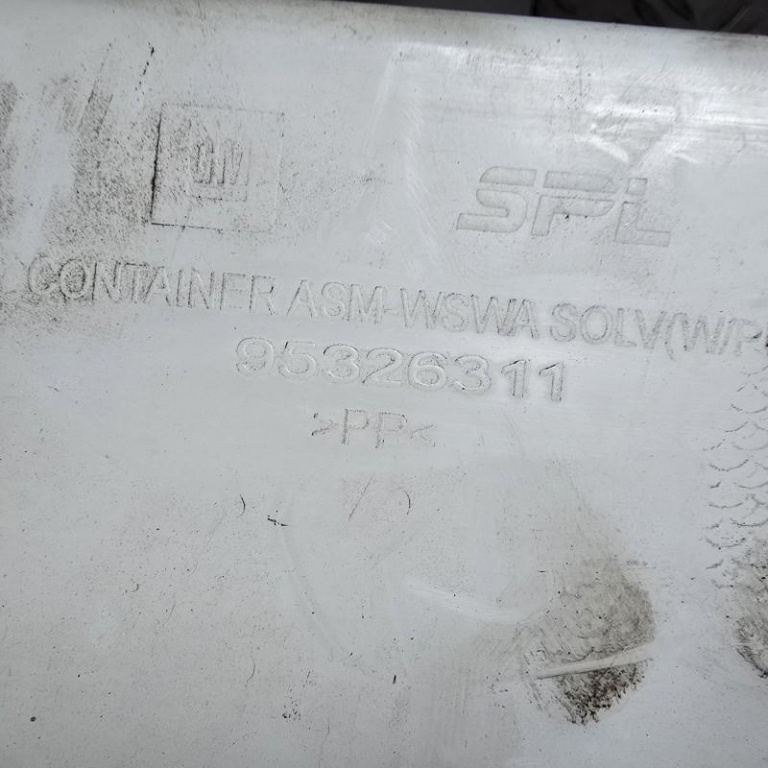 GM
SPL
CONTAINER ASM-WSWA SOLV(W/P
95326311
>PP<